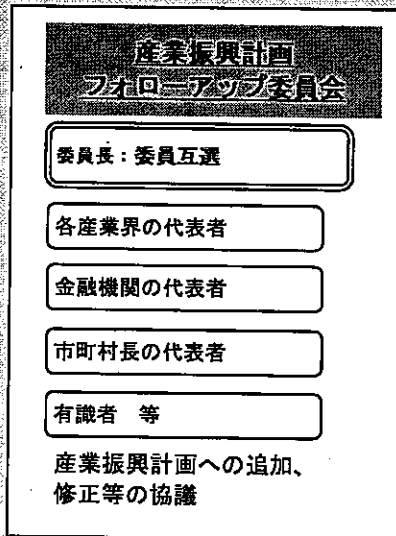 産業振興計画
フォローアップ委員会
委員長：委員互選
各産業界の代表者
金融機関の代表者
市町村長の代表者
有識者　等
産業振興計画への追加、
修正等の協議